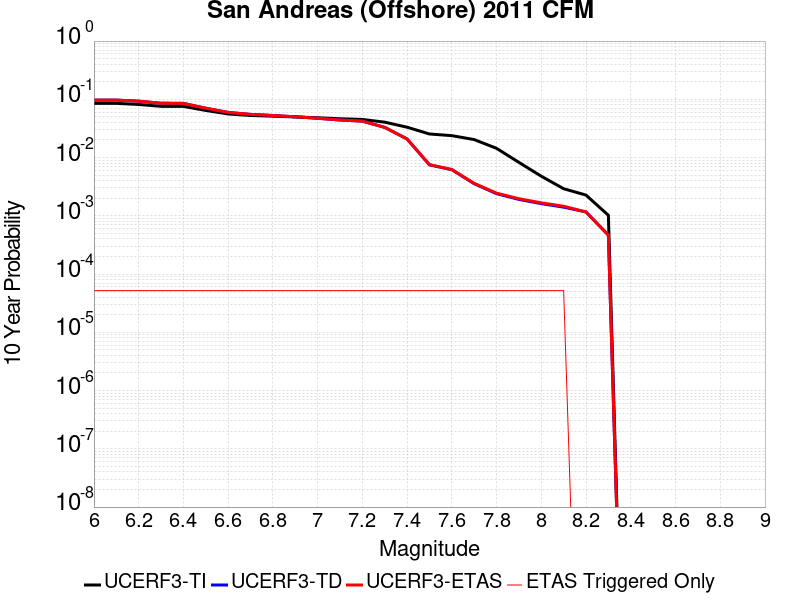 San Andreas (Offshore) 2011 CFM
10^0
10^-1
10^-2
10^-3
10^-4
10^-5
10^-6
10^-7
10^-8
10 Year Probability
6 6.2 6.4 6.6 6.8 7 7.2 7.4 7.6 7.8 8 8.2 8.4 8.6 8.8 9
Magnitude
UCERF3-TI UCERF3-TD UCERF3-ETAS ETAS Triggered Only